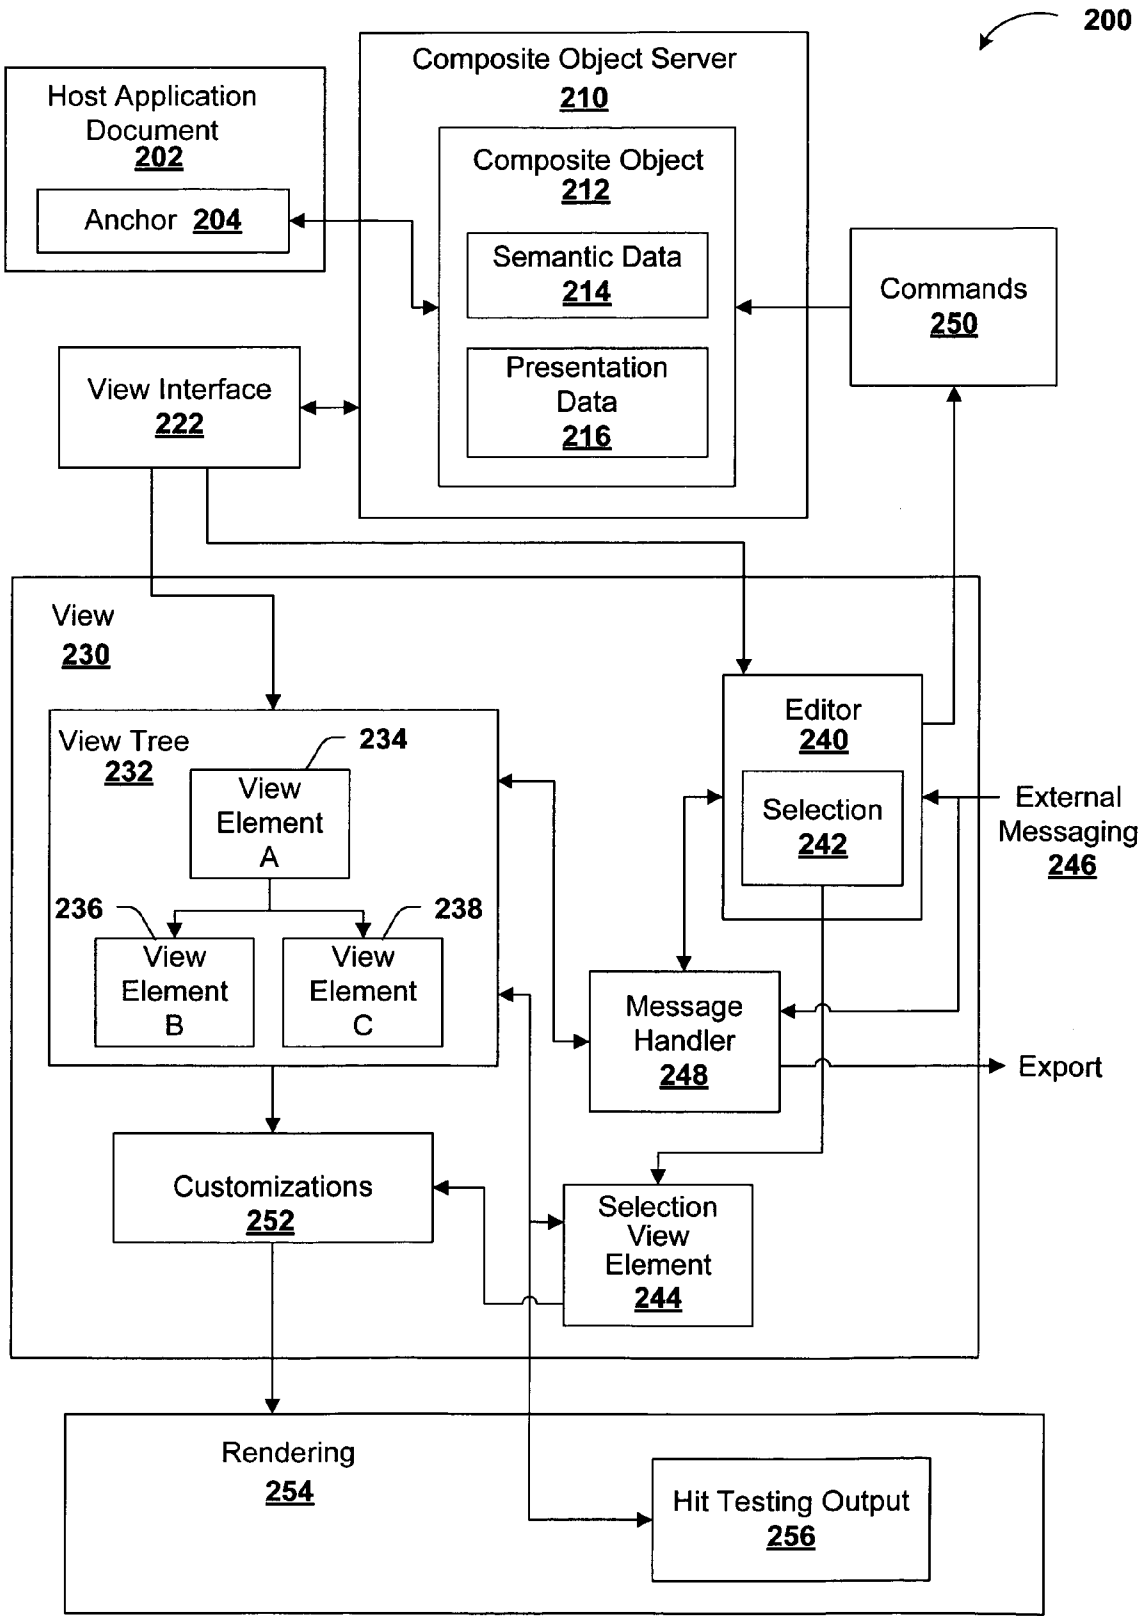 200
Composite Object Server
210
Host Application
Document
202
Anchor 204
Composite Object
212
Semantic Data
214
Presentation
Data
216
Commands
250
View Interface
222
View
230
View Tree
232
234
View
Element
A
236
View
Element
B
238
View
Element
C
Editor
240
Selection
242
External
Messaging
246
Message
Handler
248
Export
Customizations
252
Selection
View
Element
244
Rendering
254
Hit Testing Output
256